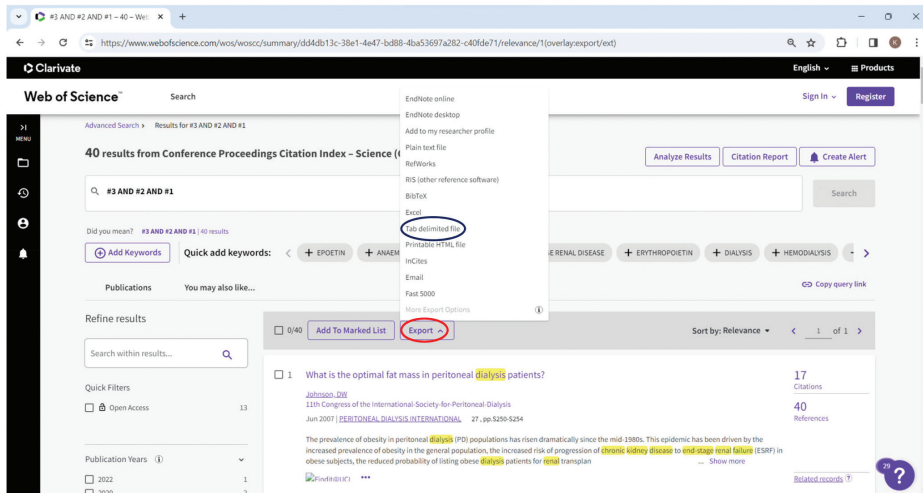 #3 AND #2 AND #1 – 40 – Web
https://www.webofscience.com/wos/woscc/summary/dd4db13c-38e1-4e47-bd88-4ba53697a282-c40fde71/relevance/1(overlay:export/ext)
K
Clarivate
English
Products
Web of Science™
Search
Sign In
Register
MENU
Advanced Search > Results for #3 AND #2 AND #1
40 results from Conference Proceedings Citation Index – Science (
Analyze Results
Citation Report
Create Alert
#3 AND #2 AND #1
Search
Did you mean? #3 AND #2 AND #1 | 40 results
Add Keywords
Quick add keywords:
+ EPOETIN
+ ANAEM
E RENAL DISEASE
+ ERYTHROPOIETIN
+ DIALYSIS
+ HEMODIALYSIS
Publications
You may also like...
Copy query link
EndNote online
EndNote desktop
Add to my researcher profile
Plain text file
RefWorks
RIS (other reference software)
BibTeX
Excel
Tab delimited file
Printable HTML file
InCites
Email
Fast 5000
More Export Options
Refine results
Search within results...
Quick Filters
Open Access 13
Publication Years
2022 1
2020 2
0/40
Add To Marked List
Export
Sort by: Relevance
1 of 1
1 What is the optimal fat mass in peritoneal dialysis patients?
Johnson, DW
11th Congress of the International-Society-for-Peritoneal-Dialysis
Jun 2007 | PERITONEAL DIALYSIS INTERNATIONAL 27 , pp.S250-S254
The prevalence of obesity in peritoneal dialysis (PD) populations has risen dramatically since the mid-1980s. This epidemic has been driven by the
increased prevalence of obesity in the general population, the increased risk of progression of chronic kidney disease to end-stage renal failure (ESRF) in
obese subjects, the reduced probability of listing obese dialysis patients for renal transplan ... Show more
17
Citations
40
References
Related records
29
?